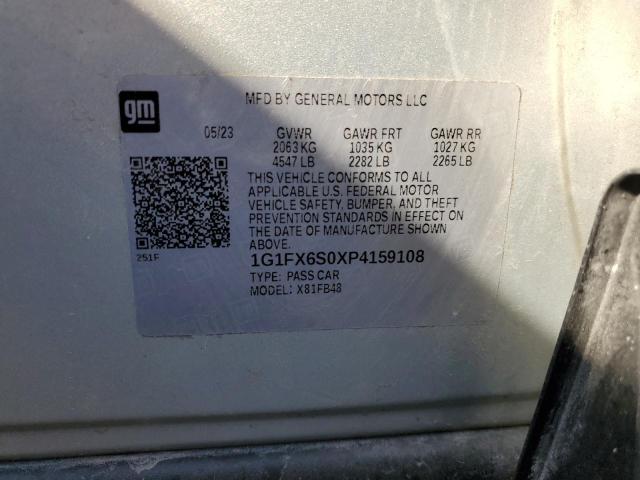 gm
MFD BY GENERAL MOTORS LLC
05/23 GVWR GAWR FRT GAWR RR
2063 KG 1035 KG 1027 KG
4547 LB 2282 LB 2265 LB
THIS VEHICLE CONFORMS TO ALL
APPLICABLE U.S. FEDERAL MOTOR
VEHICLE SAFETY, BUMPER, AND THEFT
PREVENTION STANDARDS IN EFFECT ON
THE DATE OF MANUFACTURE SHOWN
ABOVE.
251F
1G1FX6S0XP4159108
TYPE: PASS CAR
MODEL: X81FB48